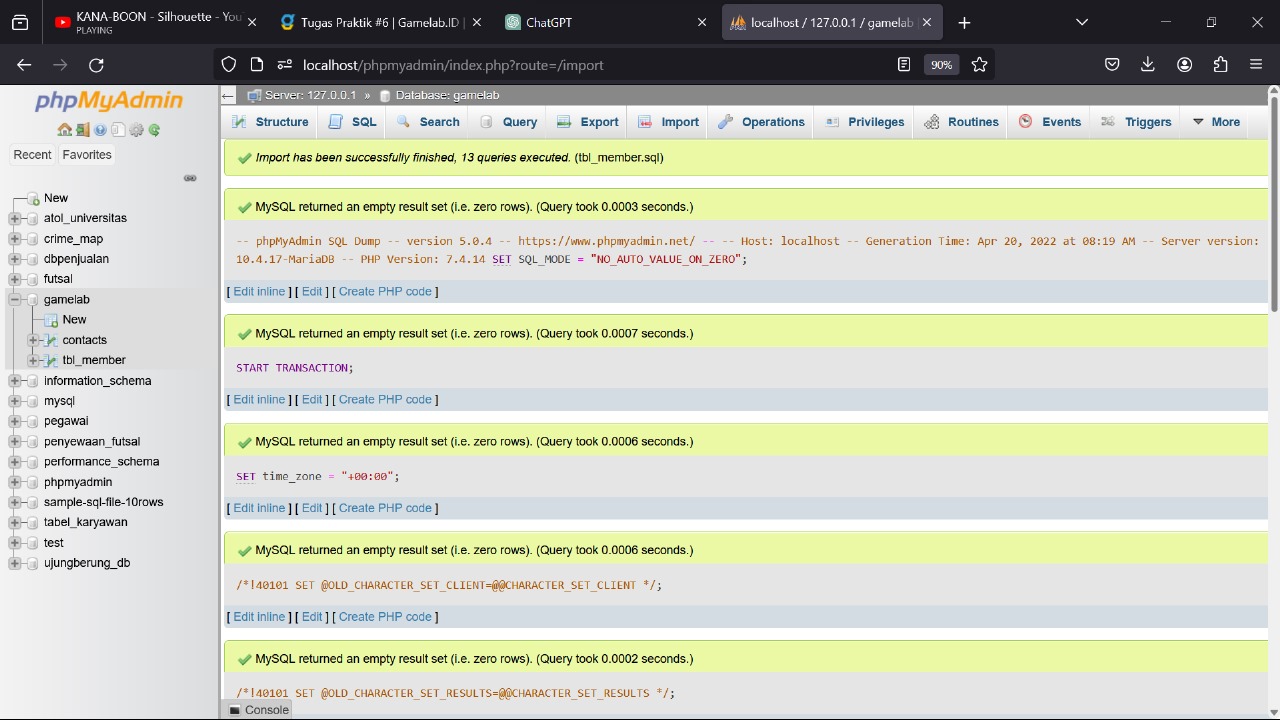 KANA-BOON - Silhouette - You
PLAYING
Tugas Praktik #6 | Gamelab.ID |
ChatGPT
localhost / 127.0.0.1 / gamelab
localhost/phpmyadmin/index.php?route=/import
90%
phpMyAdmin
Recent
Favorites
New
atol_universitas
crime_map
dbpenjualan
futsal
gamelab
New
contacts
tbl_member
information_schema
mysql
pegawai
penyewaan_futsal
performance_schema
phpmyadmin
sample-sql-file-10rows
tabel_karyawan
test
ujungberung_db
Server: 127.0.0.1 » Database: gamelab
Structure SQL Search Query Export Import Operations Privileges Routines Events Triggers More
Import has been successfully finished, 13 queries executed. (tbl_member.sql)
MySQL returned an empty result set (i.e. zero rows). (Query took 0.0003 seconds.)
-- phpMyAdmin SQL Dump -- version 5.0.4 -- https://www.phpmyadmin.net/ -- -- Host: localhost -- Generation Time: Apr 20, 2022 at 08:19 AM -- Server version:
10.4.17-MariaDB -- PHP Version: 7.4.14 SET SQL_MODE = "NO_AUTO_VALUE_ON_ZERO";
[ Edit inline ] [ Edit ] [ Create PHP code ]
MySQL returned an empty result set (i.e. zero rows). (Query took 0.0007 seconds.)
START TRANSACTION;
[ Edit inline ] [ Edit ] [ Create PHP code ]
MySQL returned an empty result set (i.e. zero rows). (Query took 0.0006 seconds.)
SET time_zone = "+00:00";
[ Edit inline ] [ Edit ] [ Create PHP code ]
MySQL returned an empty result set (i.e. zero rows). (Query took 0.0006 seconds.)
/*!40101 SET @OLD_CHARACTER_SET_CLIENT=@@CHARACTER_SET_CLIENT */;
[ Edit inline ] [ Edit ] [ Create PHP code ]
MySQL returned an empty result set (i.e. zero rows). (Query took 0.0002 seconds.)
/*!40101 SET @OLD_CHARACTER_SET_RESULTS=@@CHARACTER_SET_RESULTS */;
Console